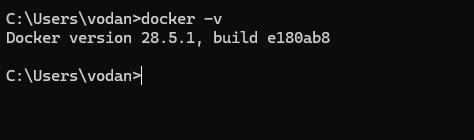 C:\Users\vodan>docker -v
Docker version 28.5.1, build e180ab8
C:\Users\vodan>